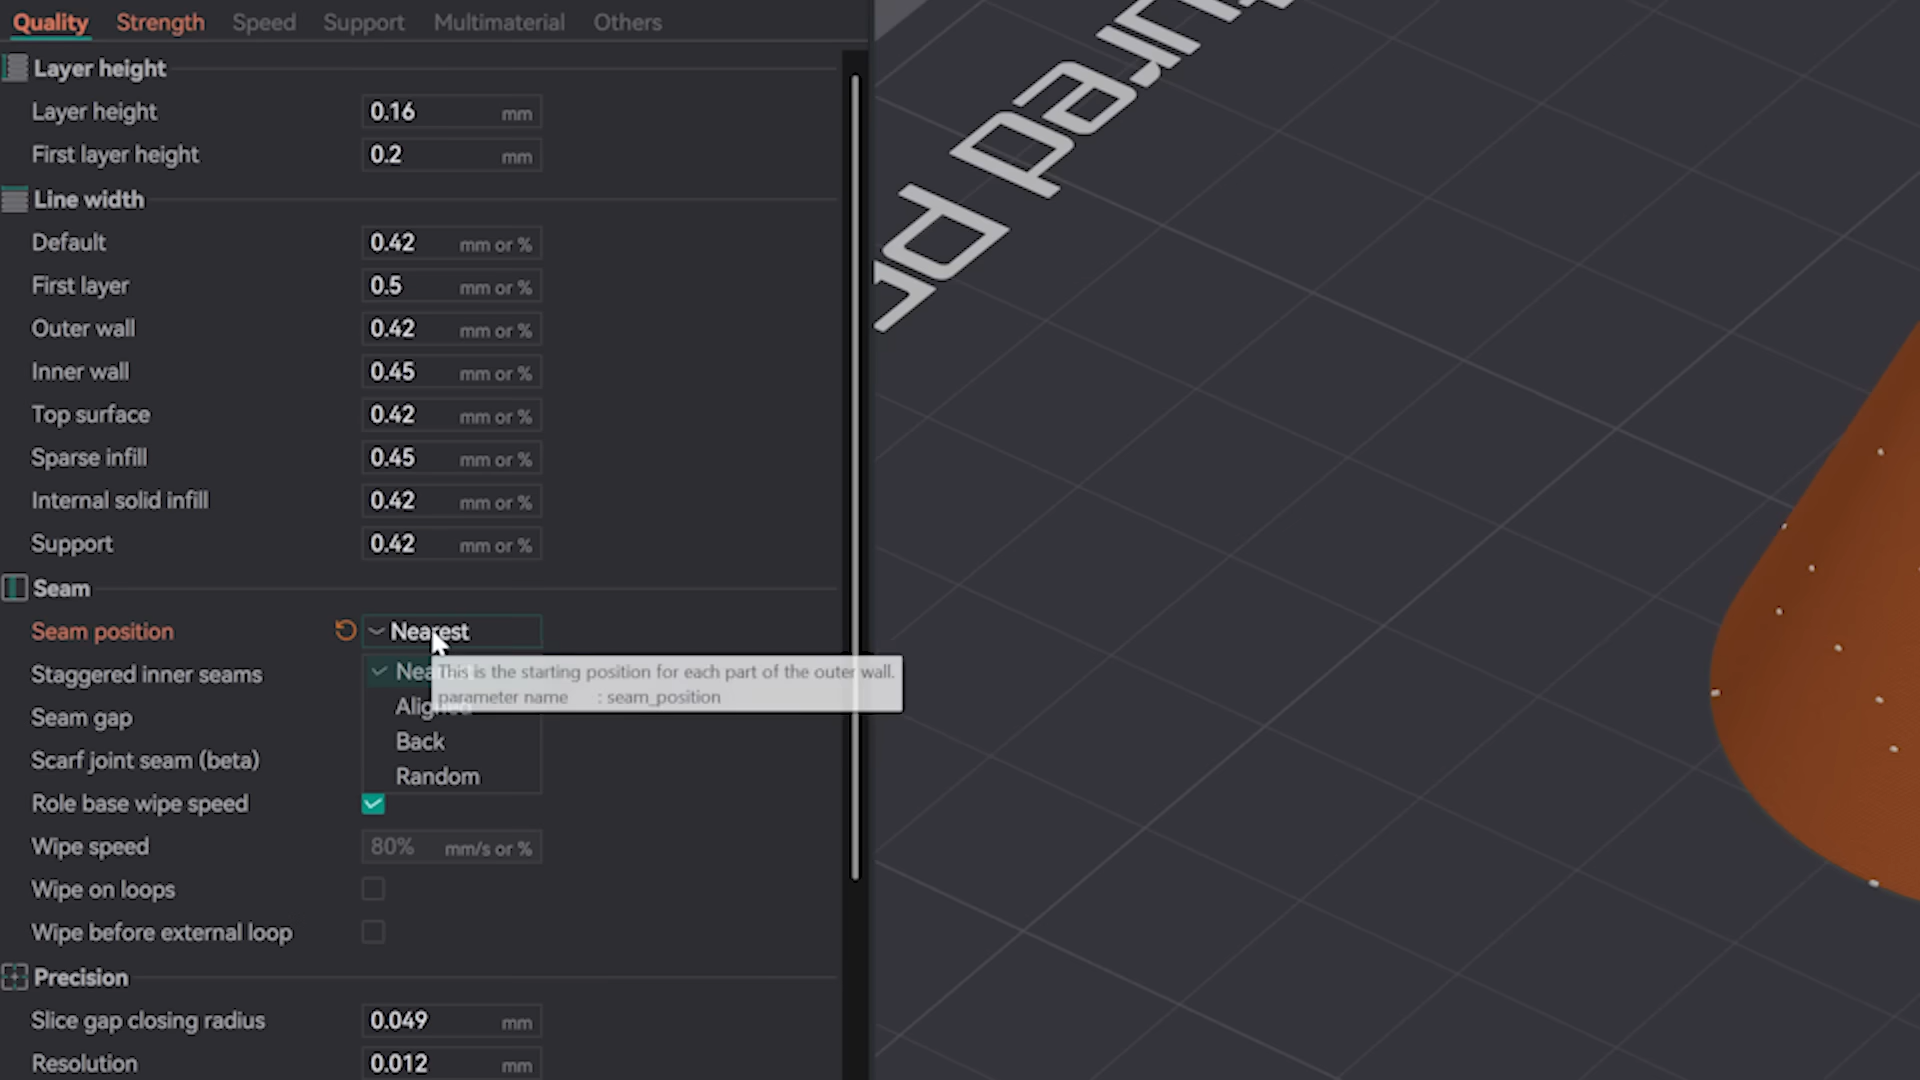 Quality Strength Speed Support Multimaterial Others
Layer height
Layer height 0.16 mm
First layer height 0.2 mm
Line width
Default 0.42 mm or %
First layer 0.5 mm or %
Outer wall 0.42 mm or %
Inner wall 0.45 mm or %
Top surface 0.42 mm or %
Sparse infill 0.45 mm or %
Internal solid infill 0.42 mm or %
Support 0.42 mm or %
Seam
Seam position Nearest
Staggered inner seams
This is the starting position for each part of the outer wall.
parameter name : seam_position
Seam gap
Back
Scarf joint seam (beta)
Random
Role base wipe speed
Wipe speed 80% mm/s or %
Wipe on loops
Wipe before external loop
Precision
Slice gap closing radius 0.049 mm
Resolution 0.012 mm